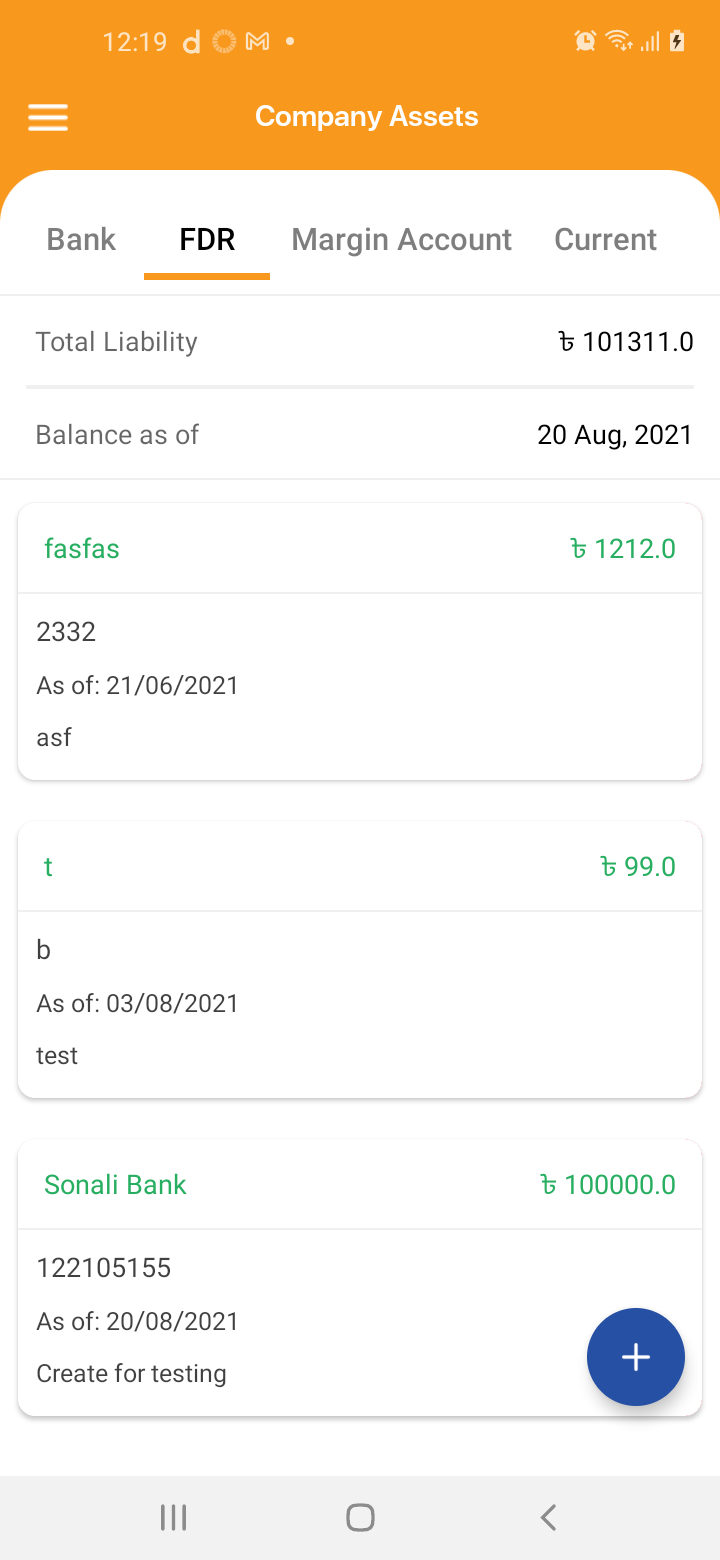 12:19
Company Assets
Bank FDR Margin Account Current
Total Liability ৳ 101311.0
Balance as of 20 Aug, 2021
fasfas ৳ 1212.0
2332
As of: 21/06/2021
asf
t ৳ 99.0
b
As of: 03/08/2021
test
Sonali Bank ৳ 100000.0
122105155
As of: 20/08/2021
Create for testing